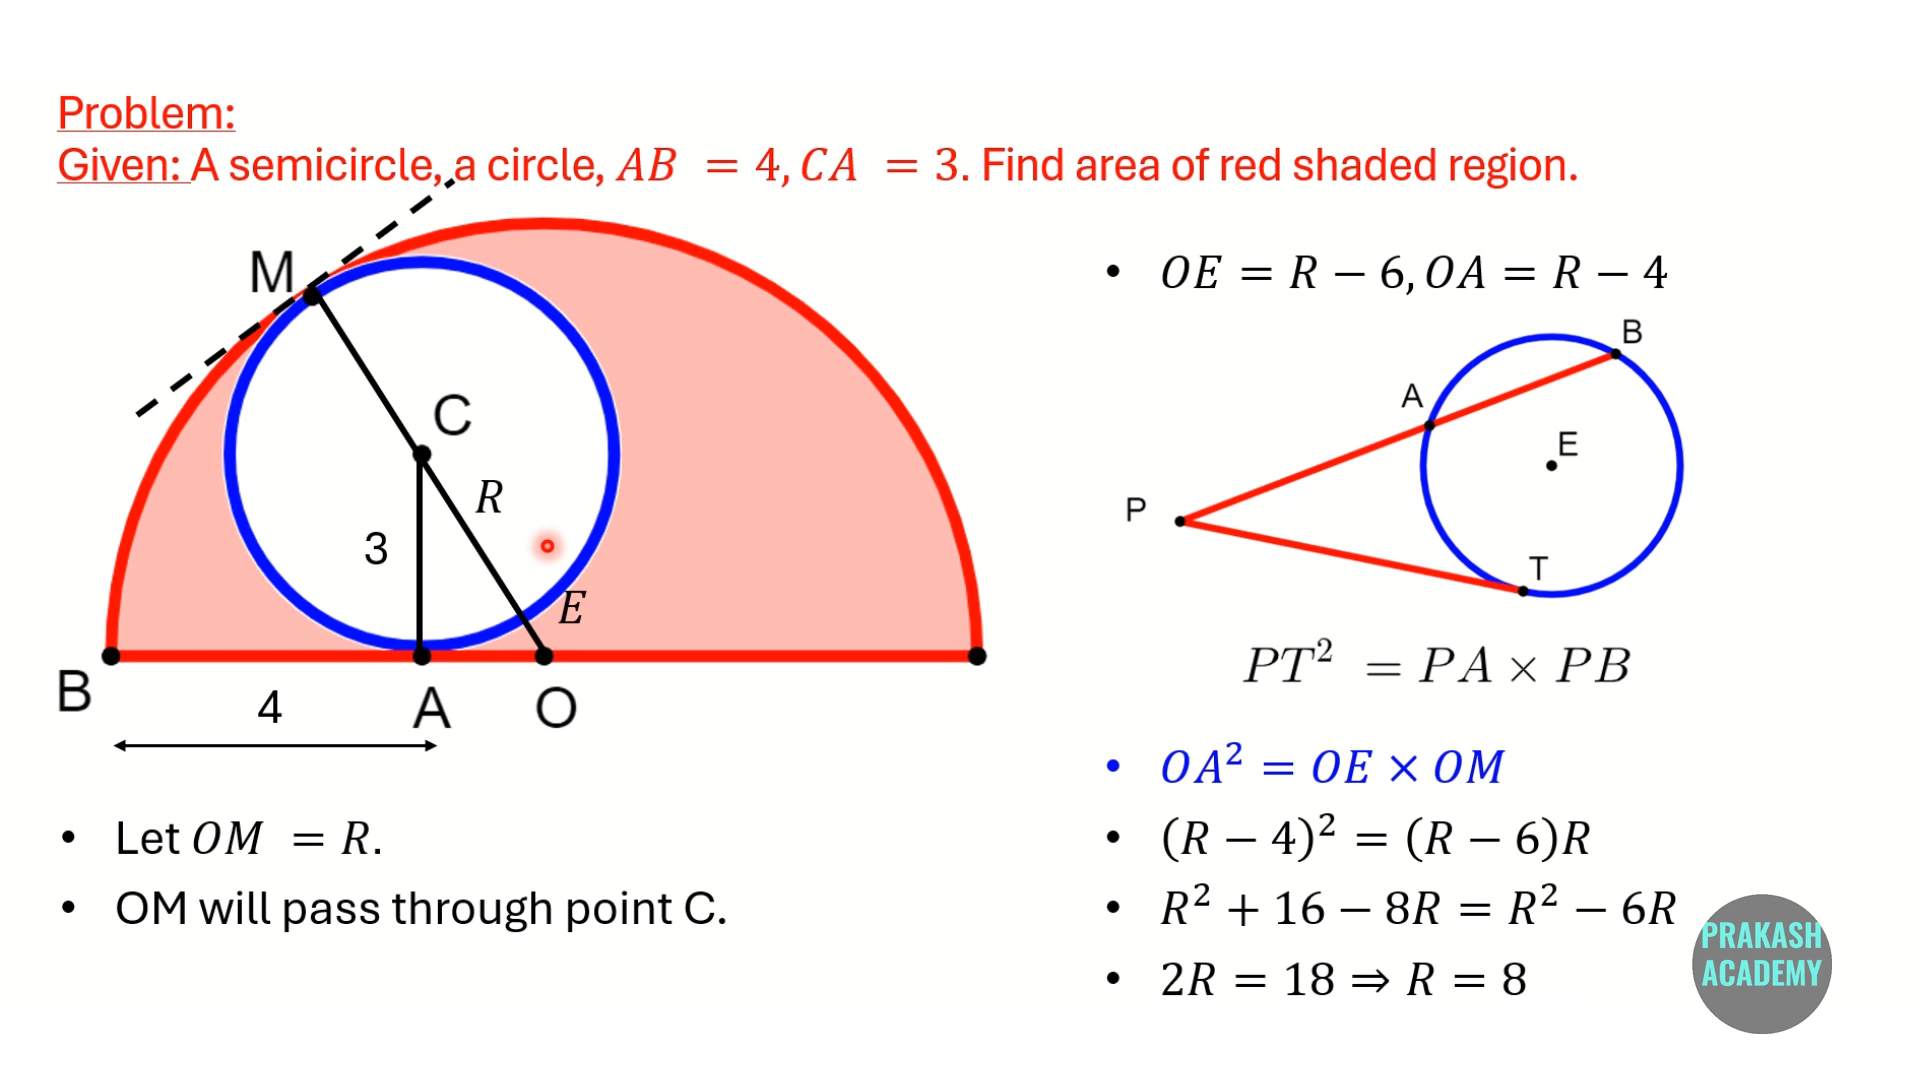 Problem:
Given: A semicircle, a circle, AB = 4, CA = 3. Find area of red shaded region.
M
C
R
3
E
B
4
A
O
• Let OM = R.
• OM will pass through point C.
• OE = R − 6, OA = R − 4
B
A
E
P
T
PT² = PA × PB
• OA² = OE × OM
• (R − 4)² = (R − 6)R
• R² + 16 − 8R = R² − 6R
• 2R = 18 ⇒ R = 8
PRAKASH
ACADEMY